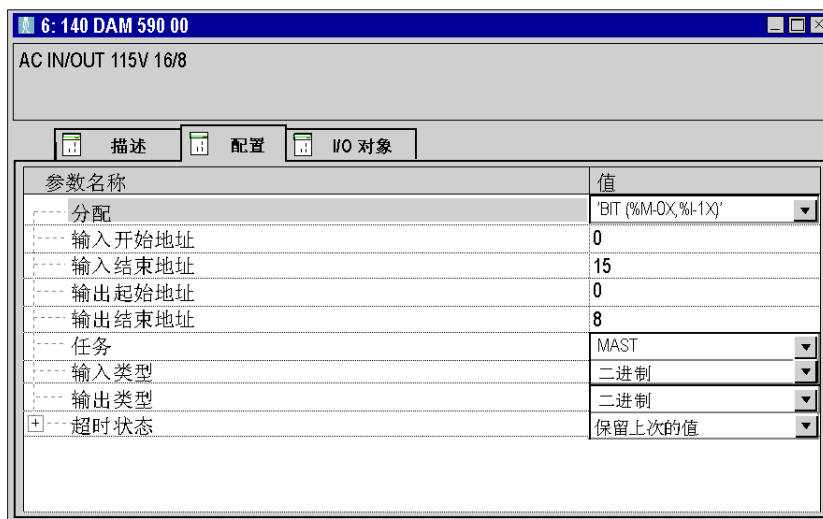 6: 140 DAM 590 00
AC IN/OUT 115V 16/8
描述 配置 I/O 对象
参数名称 值
分配 'BIT (%M-0X,%I-1X)'
输入开始地址 0
输入结束地址 15
输出起始地址 0
输出结束地址 8
任务 MAST
输入类型 二进制
输出类型 二进制
超时状态 保留上次的值